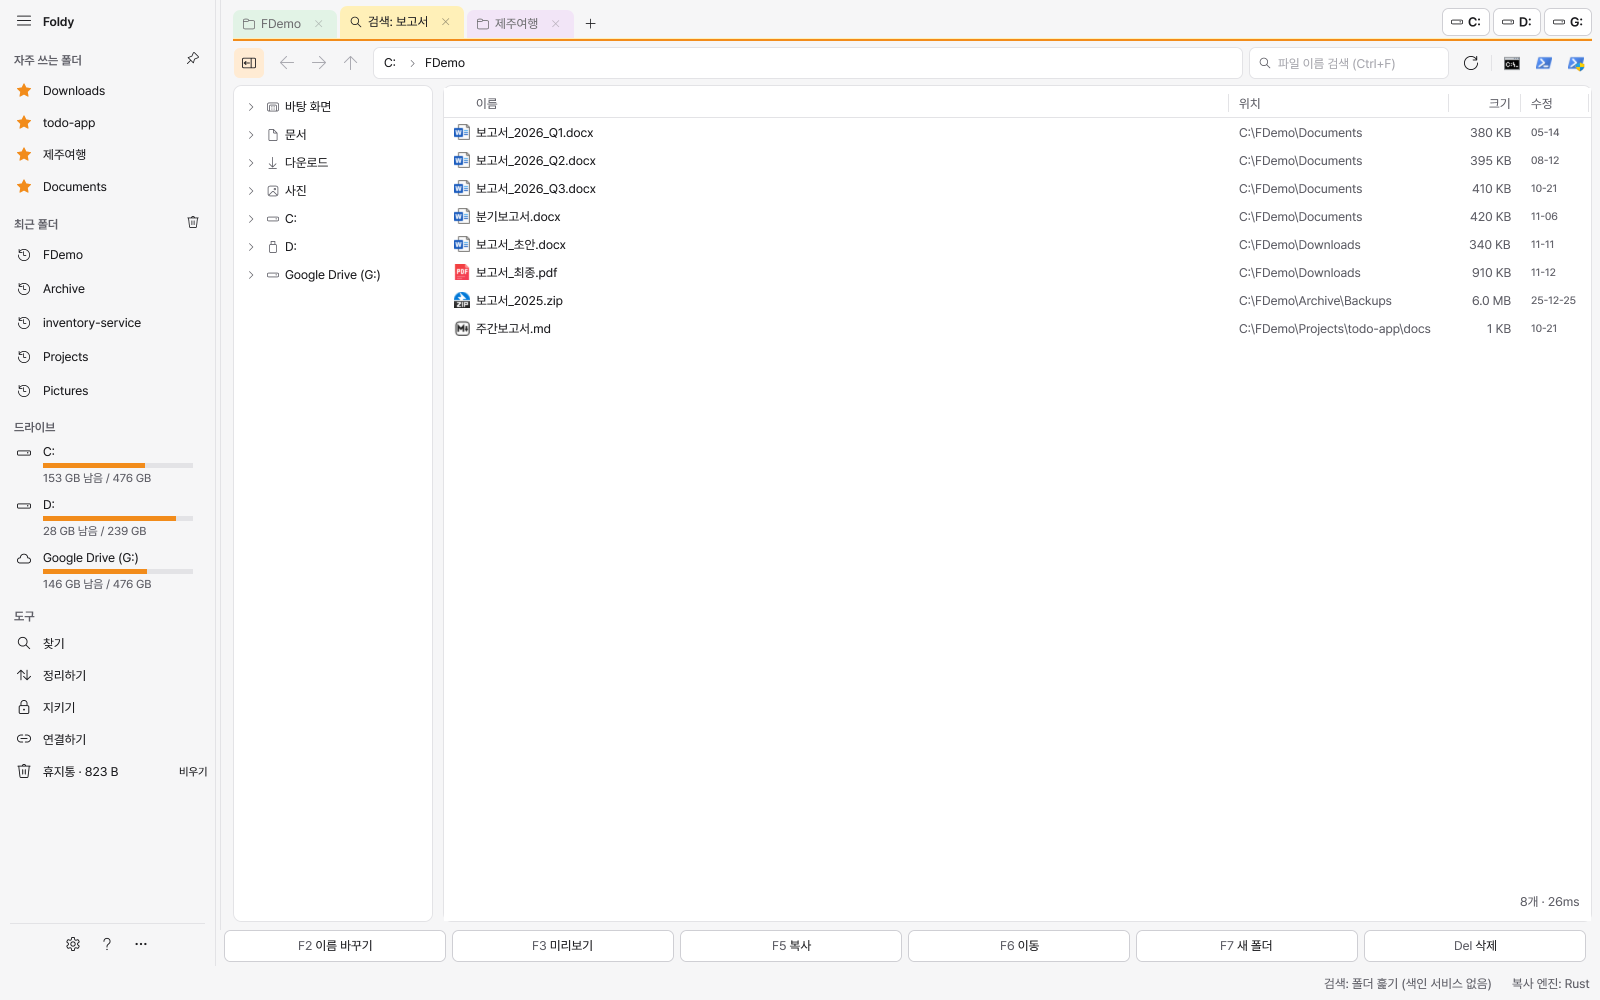 Foldy
자주 쓰는 폴더
Downloads
todo-app
제주여행
Documents
최근 폴더
FDemo
Archive
inventory-service
Projects
Pictures
드라이브
C:
153 GB 남음 / 476 GB
D:
28 GB 남음 / 239 GB
Google Drive (G:)
146 GB 남음 / 476 GB
도구
찾기
정리하기
지키기
연결하기
휴지통 · 823 B 비우기
FDemo 검색: 보고서 제주여행 C: D: G:
C: FDemo 파일 이름 검색 (Ctrl+F)
바탕 화면
문서
다운로드
사진
C:
D:
Google Drive (G:)
이름 위치 크기 수정
보고서_2026_Q1.docx C:\FDemo\Documents 380 KB 05-14
보고서_2026_Q2.docx C:\FDemo\Documents 395 KB 08-12
보고서_2026_Q3.docx C:\FDemo\Documents 410 KB 10-21
분기보고서.docx C:\FDemo\Documents 420 KB 11-06
보고서_초안.docx C:\FDemo\Downloads 340 KB 11-11
PDF 보고서_최종.pdf C:\FDemo\Downloads 910 KB 11-12
ZIP 보고서_2025.zip C:\FDemo\Archive\Backups 6.0 MB 25-12-25
주간보고서.md C:\FDemo\Projects\todo-app\docs 1 KB 10-21
8개 · 26ms
F2 이름 바꾸기 F3 미리보기 F5 복사 F6 이동 F7 새 폴더 Del 삭제
검색: 폴더 훑기 (색인 서비스 없음) 복사 엔진: Rust